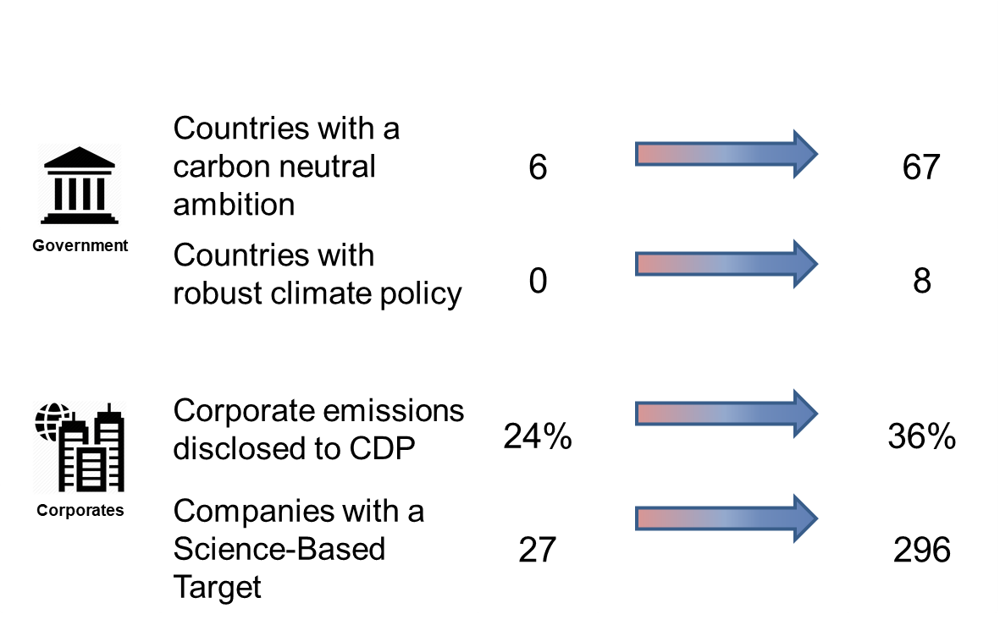 Countries with a
carbon neutral
ambition
6
67
Government
Countries with
robust climate policy
0
8
Corporate emissions
disclosed to CDP
24%
36%
Corporates
Companies with a
Science-Based
Target
27
296